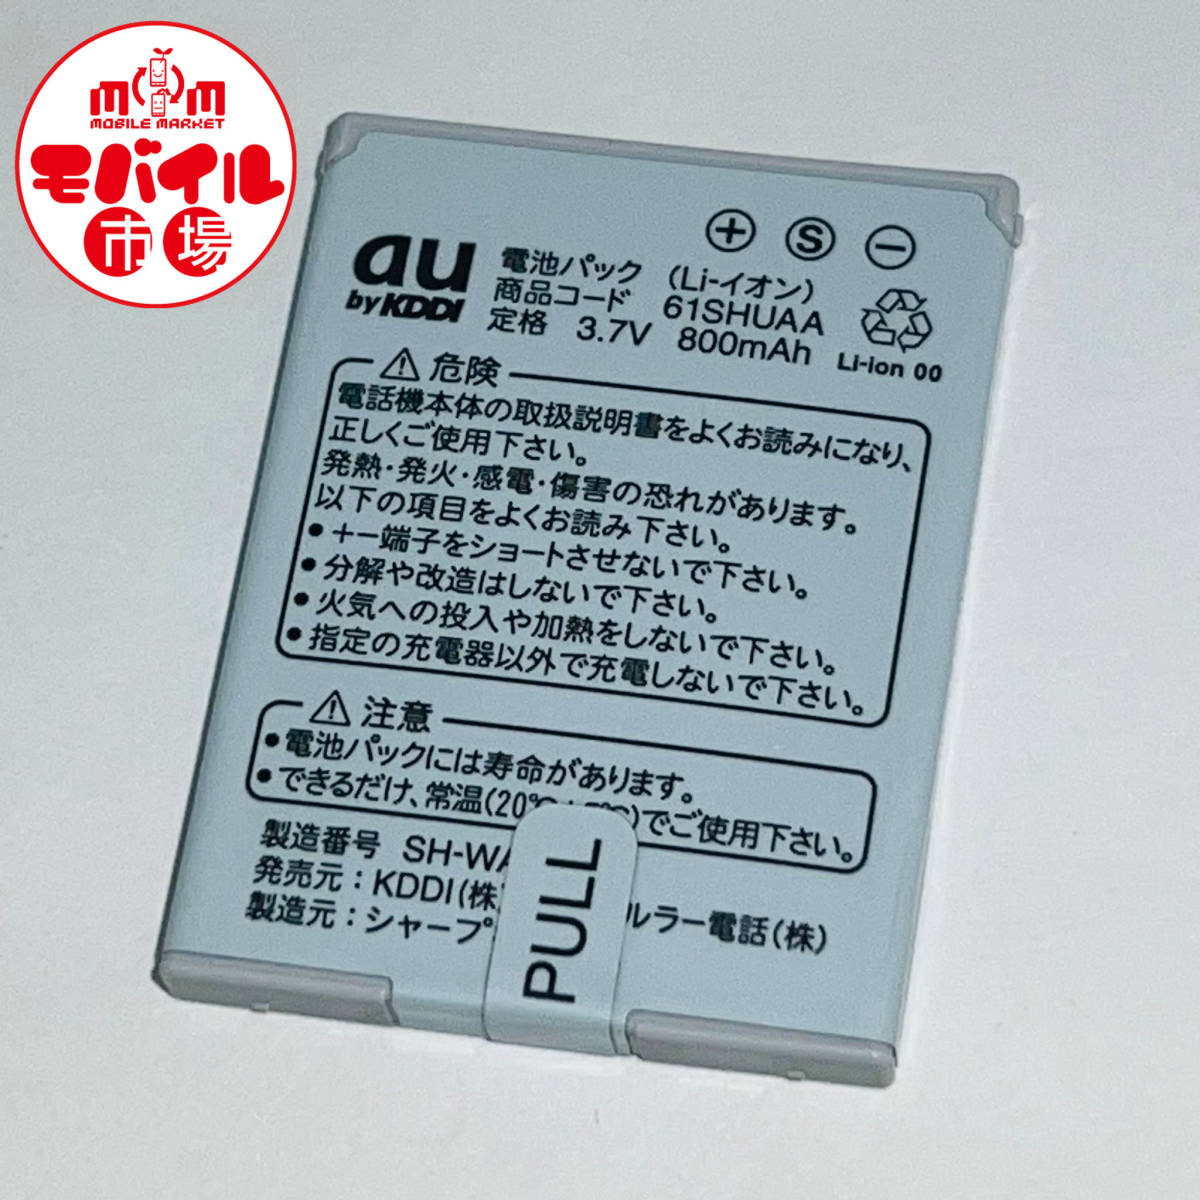 MOM
MOBILE MARKET
モバイル
市場
au
by KDDI
+ S −
電池パック (Li-イオン)
商品コード 61SHUAA
定格 3.7V 800mAh
Li-ion 00
⚠ 危険
電話機本体の取扱説明書をよくお読みになり、
正しくご使用下さい。
発熱・発火・感電・傷害の恐れがあります。
以下の項目をよくお読み下さい。
・+−端子をショートさせないで下さい。
・分解や改造はしないで下さい。
・火気への投入や加熱をしないで下さい。
・指定の充電器以外で充電しないで下さい。
⚠ 注意
・電池パックには寿命があります。
・できるだけ、常温(20℃ 5℃)でご使用下さい。
製造番号 SH-WA
発売元:KDDI(株) ルラー電話(株)
製造元:シャープ
PULL